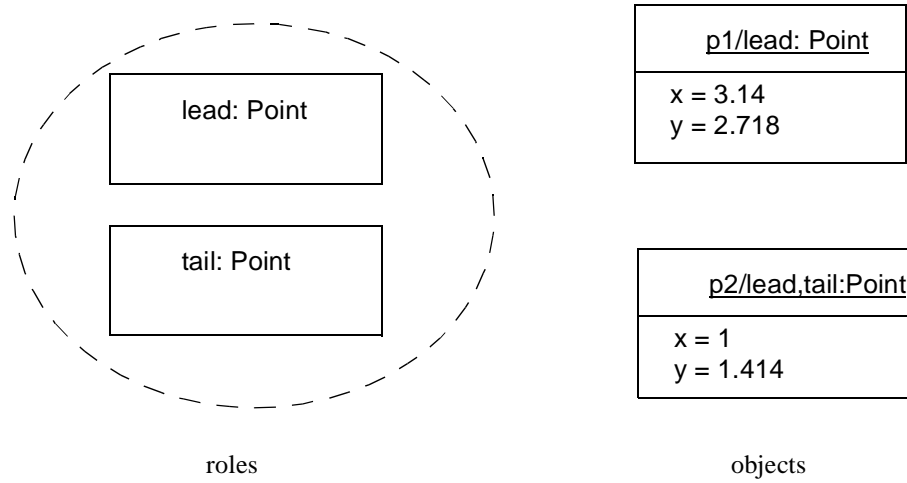 lead: Point
tail: Point
roles
p1/lead: Point
x = 3.14
y = 2.718
p2/lead,tail:Point
x = 1
y = 1.414
objects